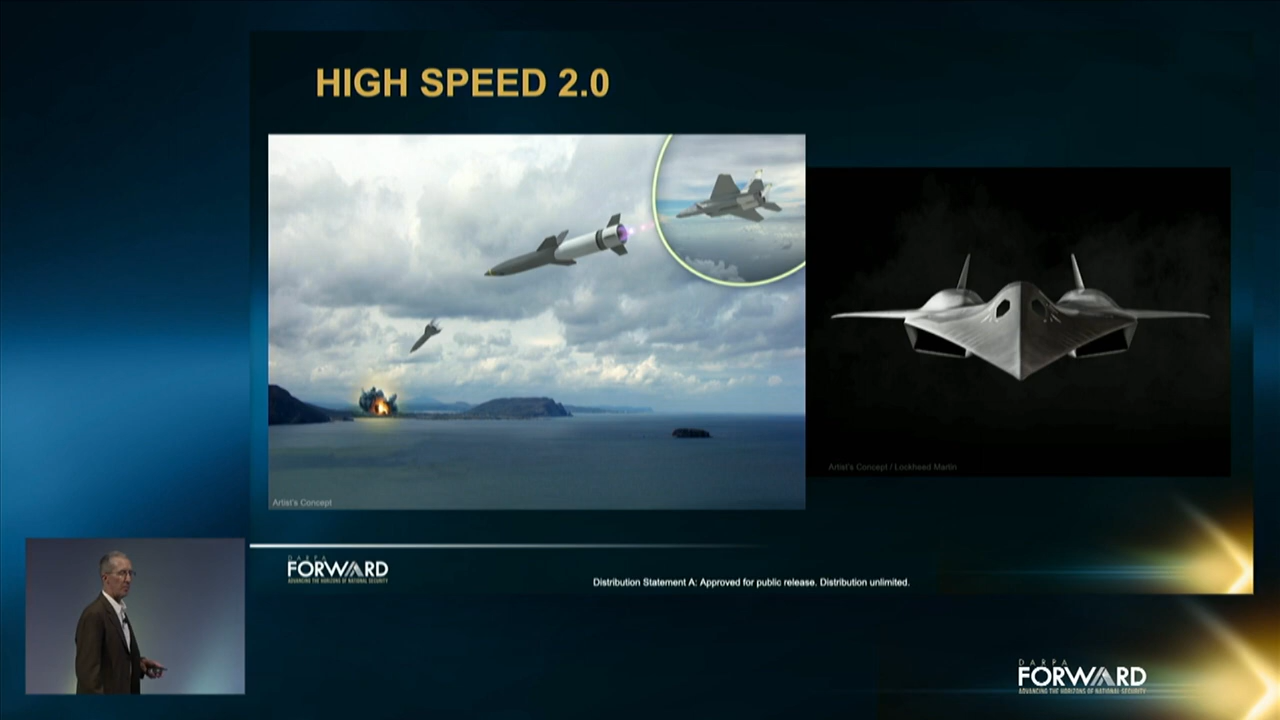 HIGH SPEED 2.0
Artist's Concept / Lockheed Martin
Artist's Concept
DARPA
FORWARD
ADVANCING THE HORIZONS OF NATIONAL SECURITY
Distribution Statement A: Approved for public release. Distribution unlimited.
DARPA
FORWARD
ADVANCING THE HORIZONS OF NATIONAL SECURITY